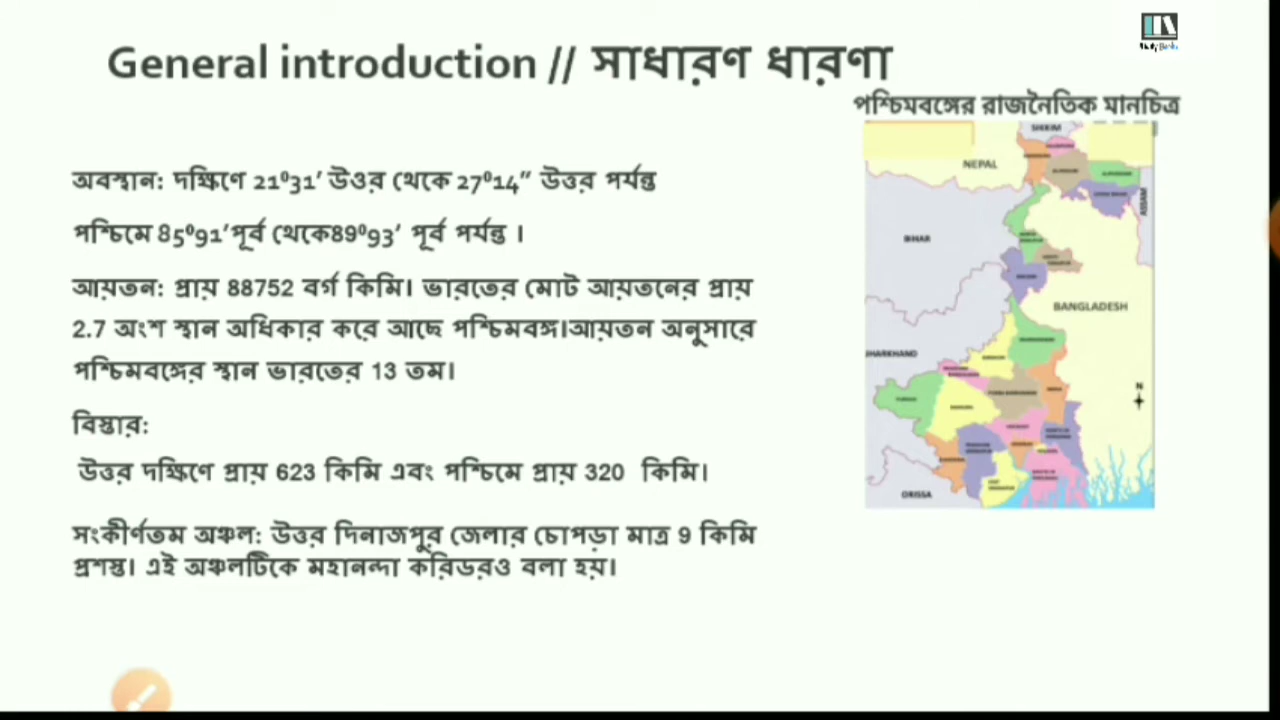 General introduction // সাধারণ ধারণা
পশ্চিমবঙ্গের রাজনৈতিক মানচিত্র
অবস্থান: দক্ষিণে 21⁰31′ উওর থেকে 27⁰14″ উত্তর পর্যন্ত
পশ্চিমে 85⁰91′পূর্ব থেকে89⁰93′ পূর্ব পর্যন্ত ।
আয়তন: প্রায় 88752 বর্গ কিমি। ভারতের মোট আয়তনের প্রায়
2.7 অংশ স্থান অধিকার করে আছে পশ্চিমবঙ্গ।আয়তন অনুসারে
পশ্চিমবঙ্গের স্থান ভারতের 13 তম।
বিস্তার:
উত্তর দক্ষিণে প্রায় 623 কিমি এবং পশ্চিমে প্রায় 320 কিমি।
সংকীর্ণতম অঞ্চল: উত্তর দিনাজপুর জেলার চোপড়া মাত্র 9 কিমি
প্রশস্ত। এই অঞ্চলটিকে মহানন্দা করিডরও বলা হয়।
NEPAL
BIHAR
BANGLADESH
JHARKHAND
N
ORISSA